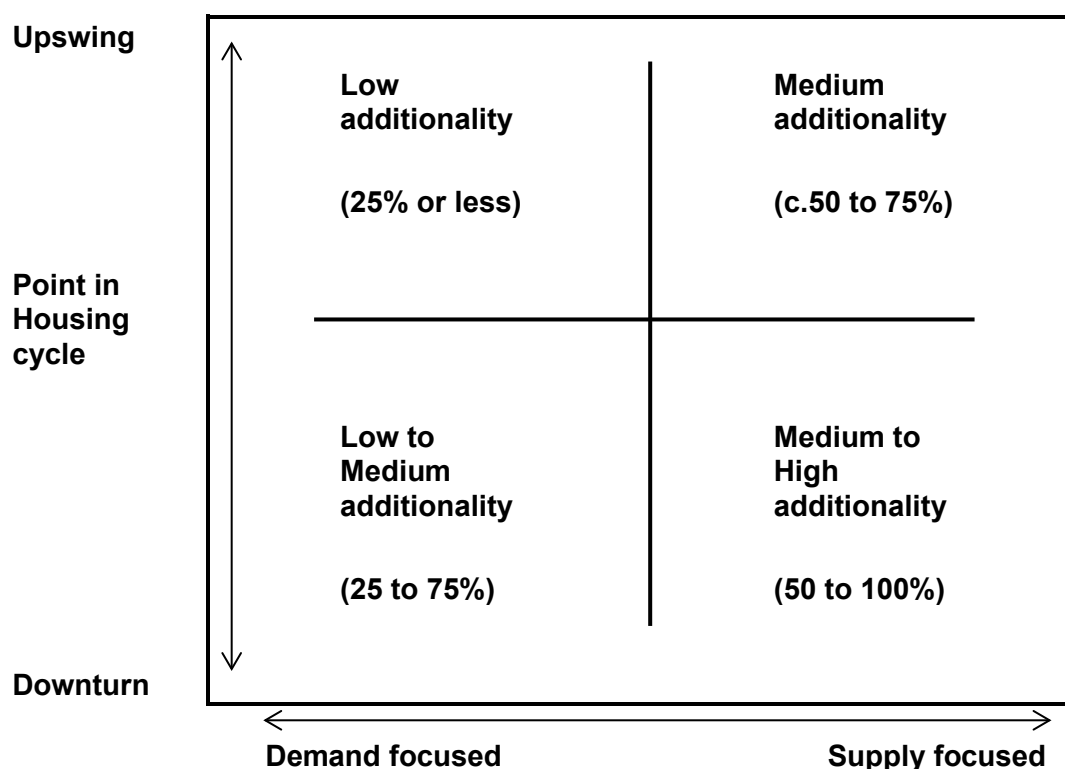 Upswing
Low
additionality
(25% or less)
Medium
additionality
(c.50 to 75%)
Point in
Housing
cycle
Low to
Medium
additionality
(25 to 75%)
Medium to
High
additionality
(50 to 100%)
Downturn
Demand focused
Supply focused